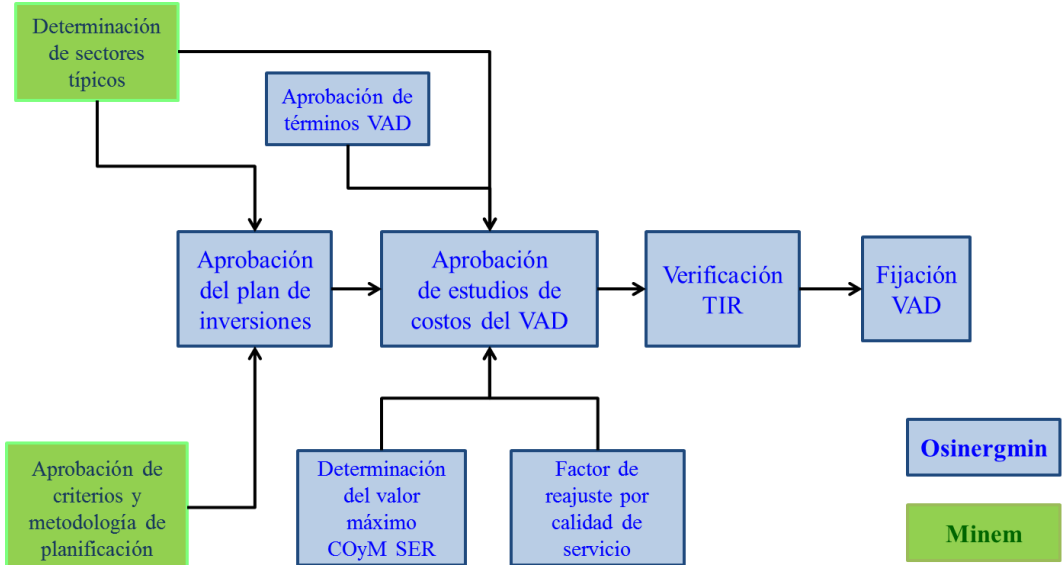 Determinación
de sectores
típicos
Aprobación de
términos VAD
Aprobación
del plan de
inversiones
Aprobación
de estudios de
costos del VAD
Verificación
TIR
Fijación
VAD
Aprobación de
criterios y
metodología de
planificación
Determinación
del valor
máximo
COyM SER
Factor de
reajuste por
calidad de
servicio
Osinergmin
Minem